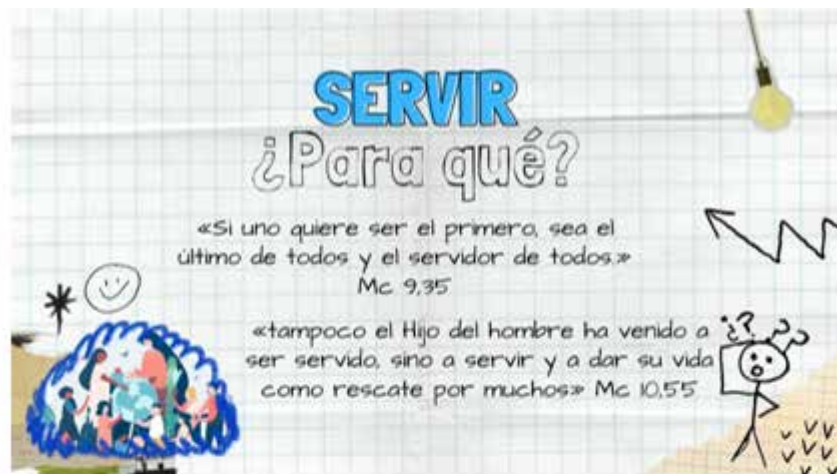 SERVIR
¿Para qué?
«Si uno quiere ser el primero, sea el
último de todos y el servidor de todos.»
Mc 9,35
«tampoco el Hijo del hombre ha venido a
ser servido, sino a servir y a dar su vida
como rescate por muchos» Mc 10,55